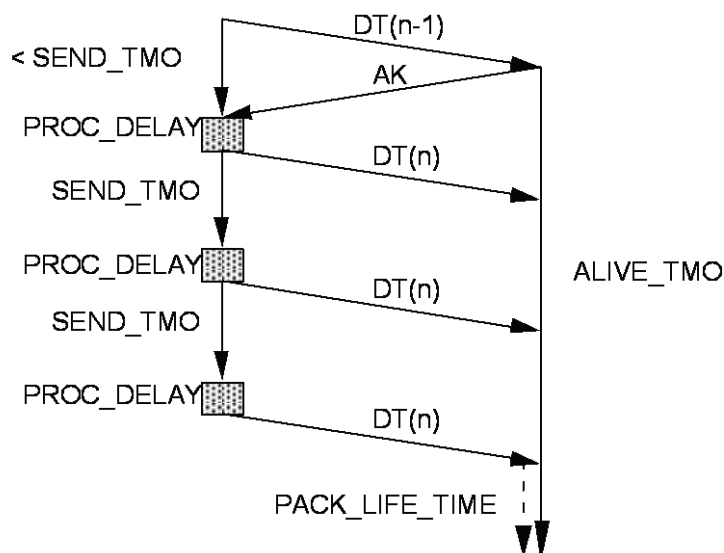 DT(n-1)
< SEND_TMO
AK
PROC_DELAY
DT(n)
SEND_TMO
PROC_DELAY
ALIVE_TMO
DT(n)
SEND_TMO
PROC_DELAY
DT(n)
PACK_LIFE_TIME